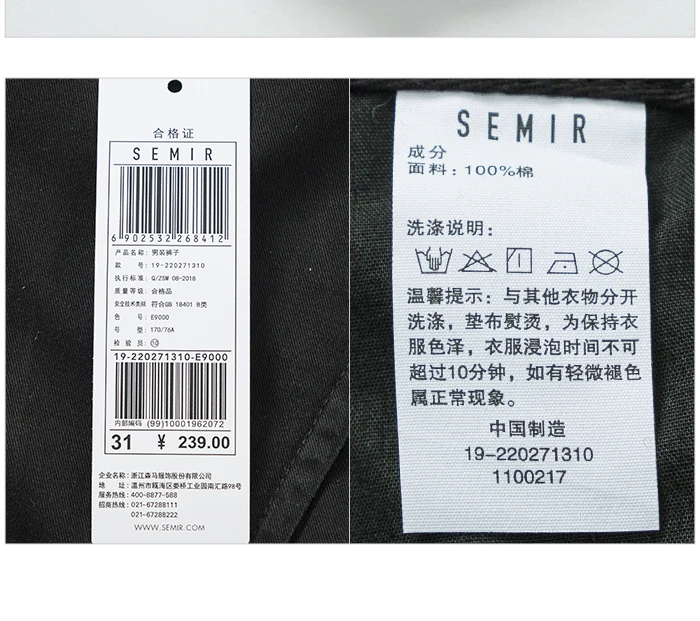 合格证
SEMIR
6 902532 268412
产品名称: 男装裤子
款 号: 19-220271310
执行标准: Q/ZSM 08-2018
质量等级: 合格品
安全技术类别 符合GB 18401 B类
色 号: E9000
号 型: 170/76A
检 验 员: ⑩
19-220271310-E9000
内部编码 (99)10001962072
31 ¥ 239.00
企业名称: 浙江森马服饰股份有限公司
地 址: 温州市瓯海区娄桥工业园南汇路98号
服务热线: 400-8877-588
招商热线: 021-67288111
021-67288222
WWW.SEMIR.COM
SEMIR
成分
面料: 100%棉
洗涤说明:
温馨提示: 与其他衣物分开
洗涤, 垫布熨烫, 为保持衣
服色泽, 衣服浸泡时间不可
超过10分钟, 如有轻微褪色
属正常现象。
中国制造
19-220271310
1100217